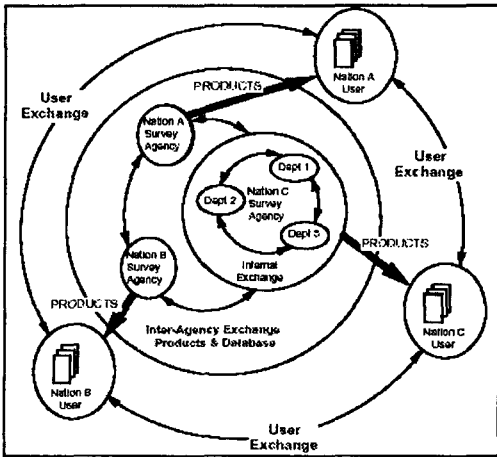 Nation A
User
PRODUCTS
User
Exchange
Nation A
Survey
Agency
User
Exchange
Dept 1
Nation C
Survey
Agency
Dept 2
Dept 3
Internal
Exchange
PRODUCTS
Nation B
Survey
Agency
PRODUCTS
Inter-Agency Exchange
Products & Database
Nation C
User
Nation B
User
User
Exchange